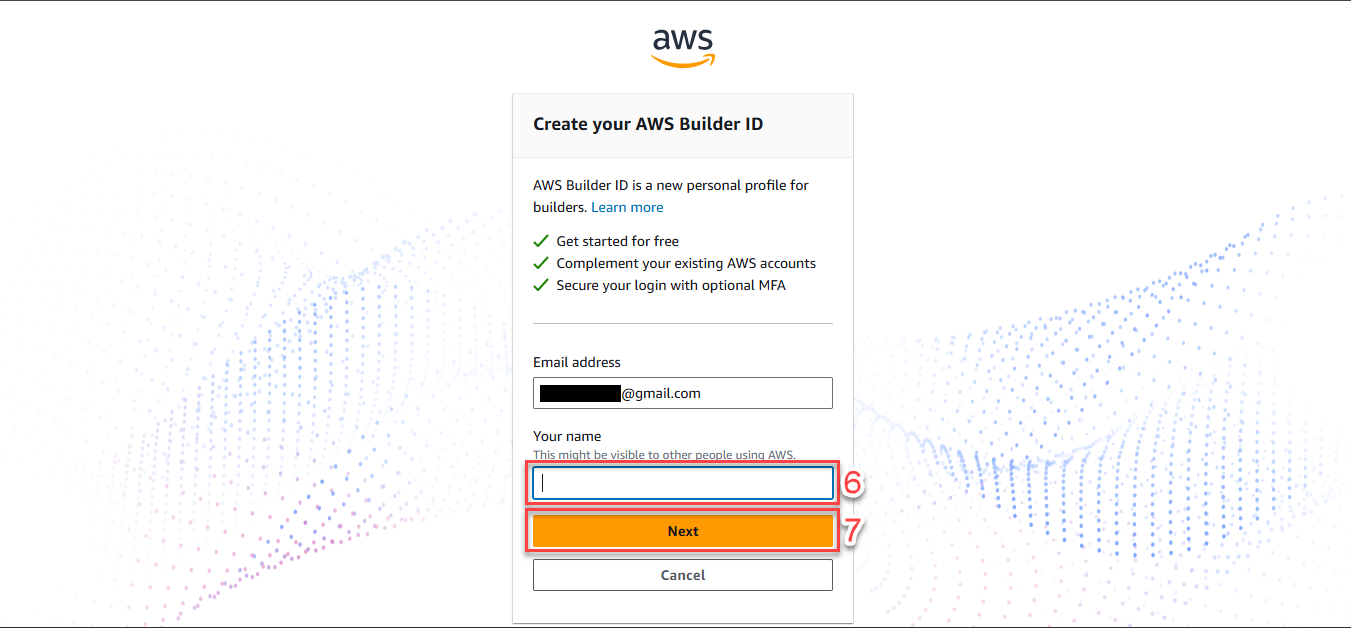 aws
Create your AWS Builder ID
AWS Builder ID is a new personal profile for
builders. Learn more
Get started for free
Complement your existing AWS accounts
Secure your login with optional MFA
Email address
@gmail.com
Your name
This might be visible to other people using AWS.
6
Next 7
Cancel